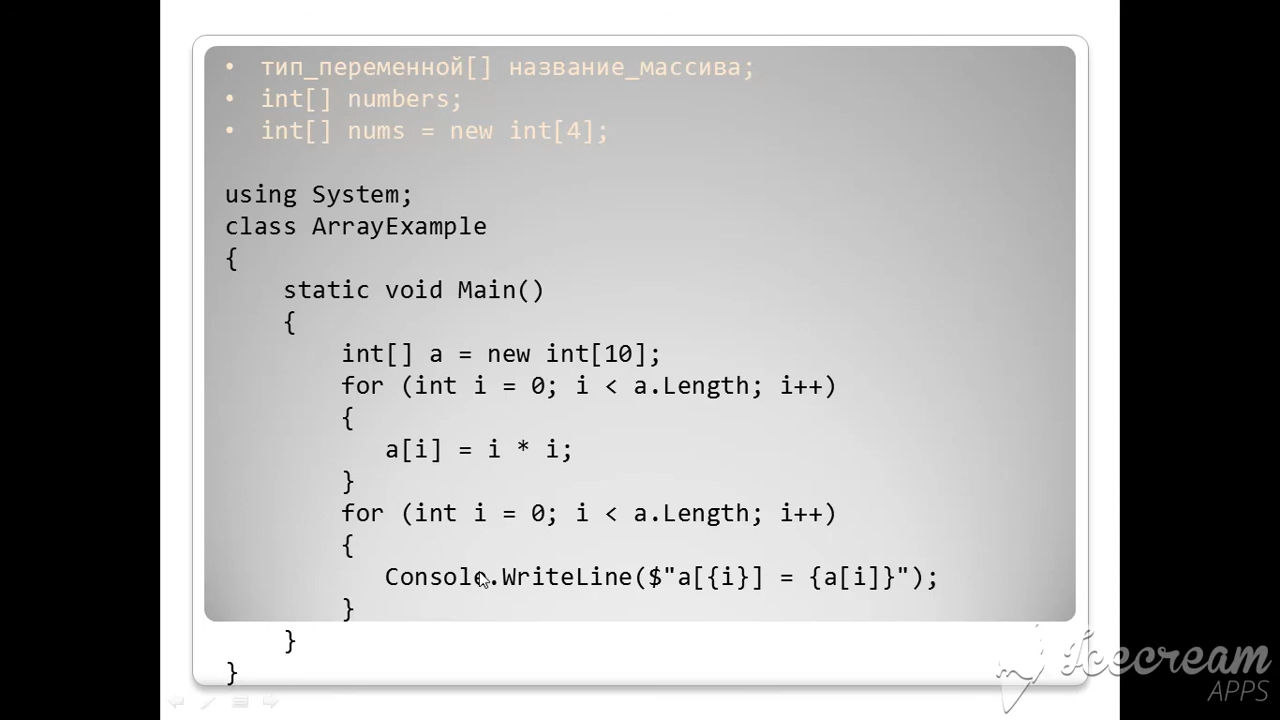 • тип_переменной[] название_массива;
• int[] numbers;
• int[] nums = new int[4];
using System;
class ArrayExample
{
    static void Main()
    {
        int[] a = new int[10];
        for (int i = 0; i < a.Length; i++)
        {
           a[i] = i * i;
        }
        for (int i = 0; i < a.Length; i++)
        {
           Console.WriteLine($"a[{i}] = {a[i]}");
        }
    }
}
Icecream
APPS